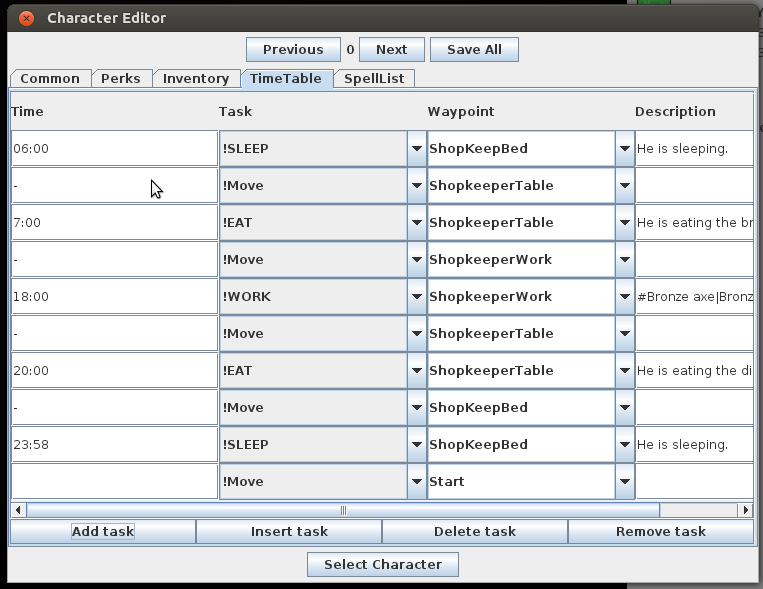 Character Editor
Previous 0 Next Save All
Common Perks Inventory TimeTable SpellList
Time Task Waypoint Description
06:00 !SLEEP ShopKeepBed He is sleeping.
- !Move ShopkeeperTable
7:00 !EAT ShopkeeperTable He is eating the br
- !Move ShopkeeperWork
18:00 !WORK ShopkeeperWork #Bronze axe|Bronz
- !Move ShopkeeperTable
20:00 !EAT ShopkeeperTable He is eating the di
- !Move ShopKeepBed
23:58 !SLEEP ShopKeepBed He is sleeping.
!Move Start
Add task Insert task Delete task Remove task
Select Character